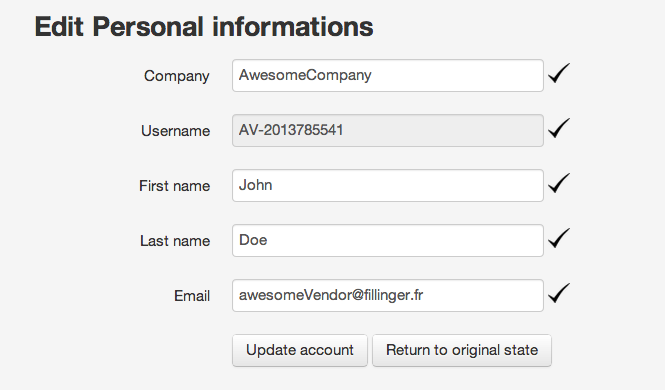 Edit Personal informations
Company AwesomeCompany
Username AV-2013785541
First name John
Last name Doe
Email awesomeVendor@fillinger.fr
Update account Return to original state